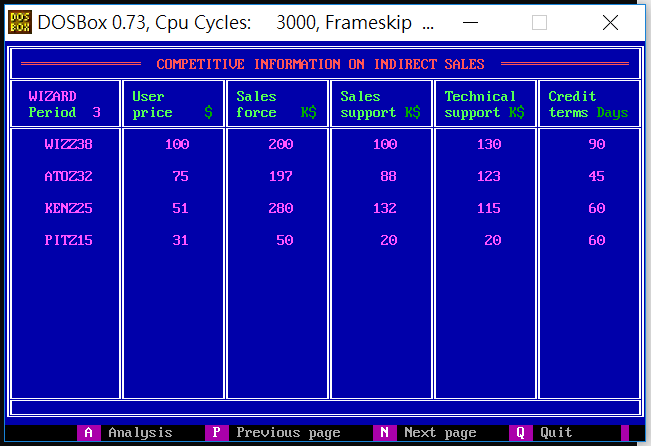 DOS BOX DOSBox 0.73, Cpu Cycles: 3000, Frameskip ...
COMPETITIVE INFORMATION ON INDIRECT SALES
WIZARD User Sales Sales Technical Credit
Period 3 price $ force K$ support K$ support K$ terms Days
WIZZ38 100 200 100 130 90
ATOZ32 75 197 88 123 45
KENZ25 51 280 132 115 60
PITZ15 31 50 20 20 60
A Analysis P Previous page N Next page Q Quit